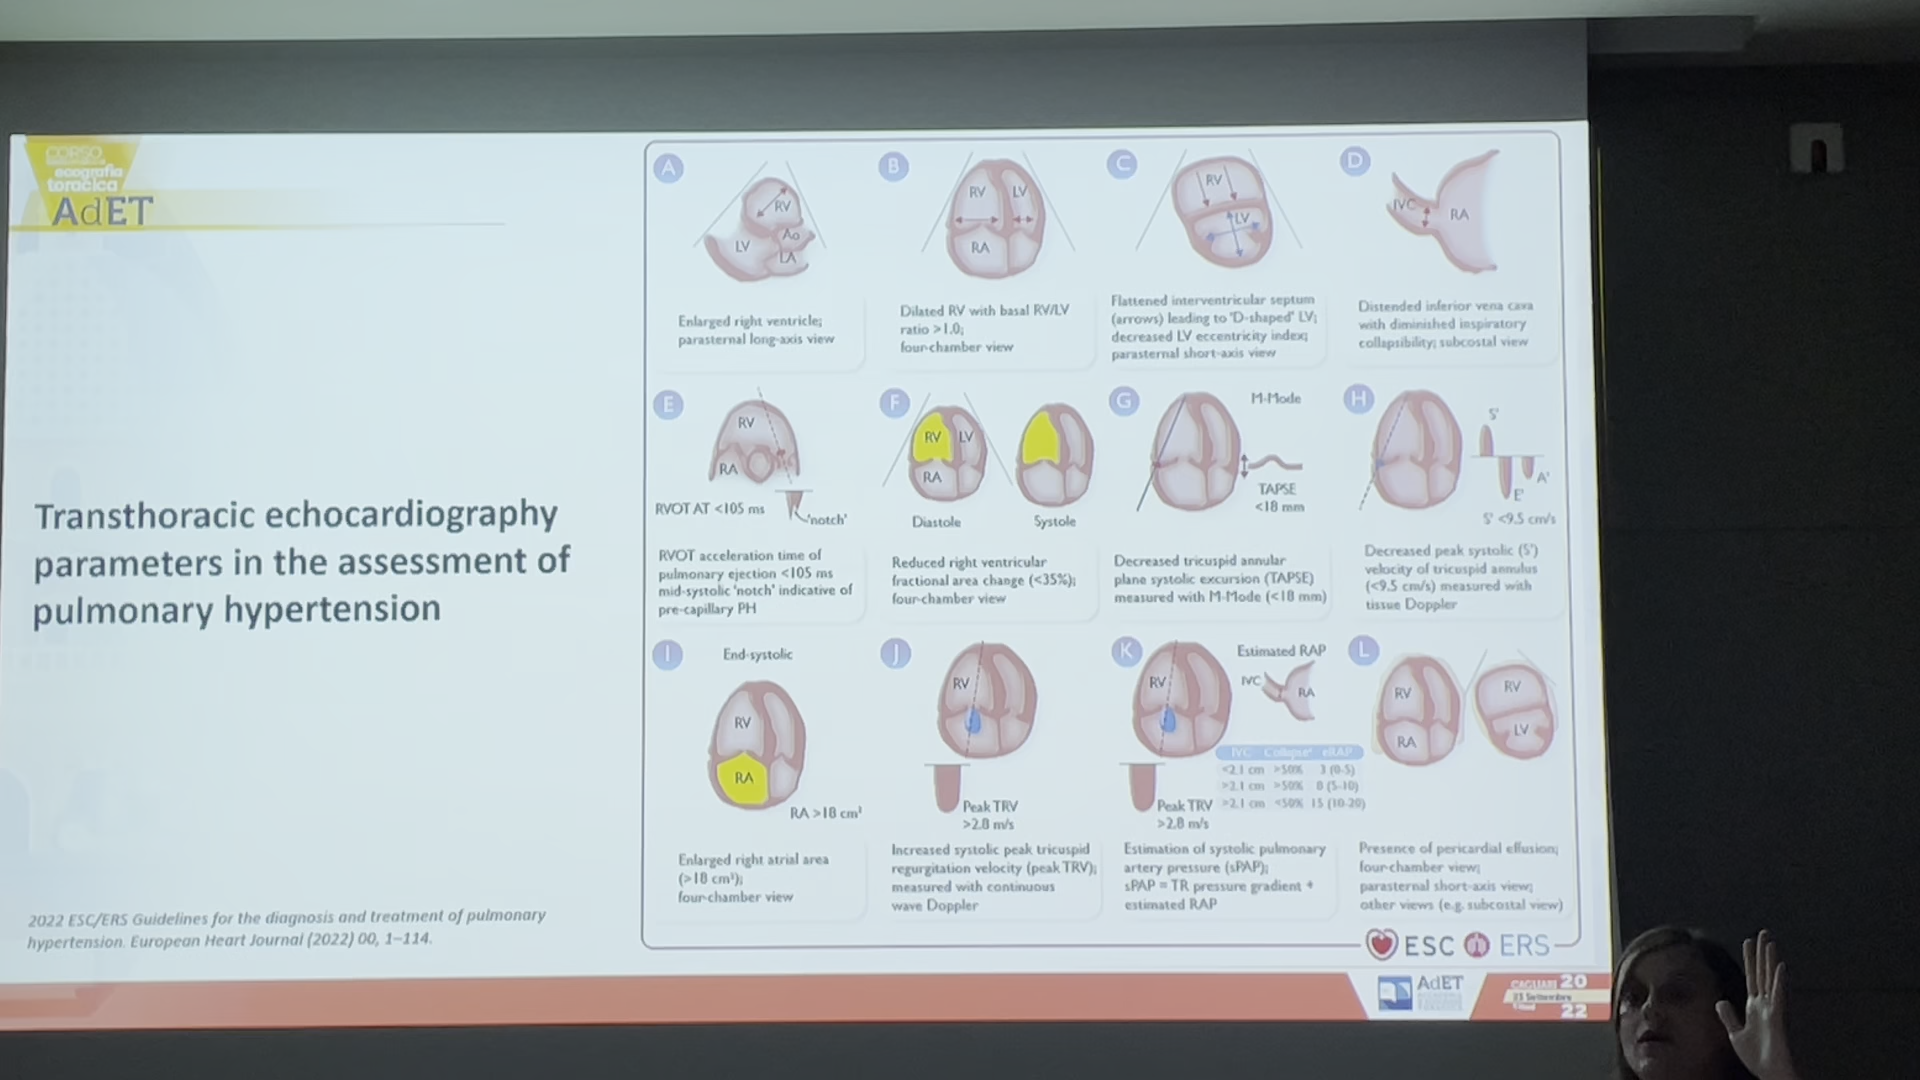 CORSO
ecografia
toracica
AdET
Transthoracic echocardiography
parameters in the assessment of
pulmonary hypertension
2022 ESC/ERS Guidelines for the diagnosis and treatment of pulmonary
hypertension. European Heart Journal (2022) 00, 1–114.
A
RV
Ao
LV
LA
Enlarged right ventricle;
parasternal long-axis view
B
RV LV
RA
Dilated RV with basal RV/LV
ratio >1.0;
four-chamber view
C
RV
LV
Flattened interventricular septum
(arrows) leading to 'D-shaped' LV;
decreased LV eccentricity index;
parasternal short-axis view
D
IVC
RA
Distended inferior vena cava
with diminished inspiratory
collapsibility; subcostal view
E
RV
RA
RVOT AT <105 ms
'notch'
RVOT acceleration time of
pulmonary ejection <105 ms
mid-systolic 'notch' indicative of
pre-capillary PH
F
RV LV
RA
Diastole
Systole
Reduced right ventricular
fractional area change (<35%);
four-chamber view
G
M-Mode
TAPSE
<18 mm
Decreased tricuspid annular
plane systolic excursion (TAPSE)
measured with M-Mode (<18 mm)
H
S'
E'
A'
S' <9.5 cm/s
Decreased peak systolic (S')
velocity of tricuspid annulus
(<9.5 cm/s) measured with
tissue Doppler
I
End-systolic
RV
RA
RA >18 cm²
Enlarged right atrial area
(>18 cm²);
four-chamber view
J
RV
Peak TRV
>2.8 m/s
Increased systolic peak tricuspid
regurgitation velocity (peak TRV);
measured with continuous
wave Doppler
K
RV
Estimated RAP
IVC
RA
IVC Collapse eRAP
<2.1 cm >50% 3 (0-5)
>2.1 cm >50% 8 (5-10)
>2.1 cm <50% 15 (10-20)
Peak TRV
>2.8 m/s
Estimation of systolic pulmonary
artery pressure (sPAP);
sPAP = TR pressure gradient +
estimated RAP
L
RV
RA
RV
LV
Presence of pericardial effusion;
four-chamber view;
parasternal short-axis view;
other views (e.g. subcostal view)
ESC ERS
AdET
CAGLIARI 20
22